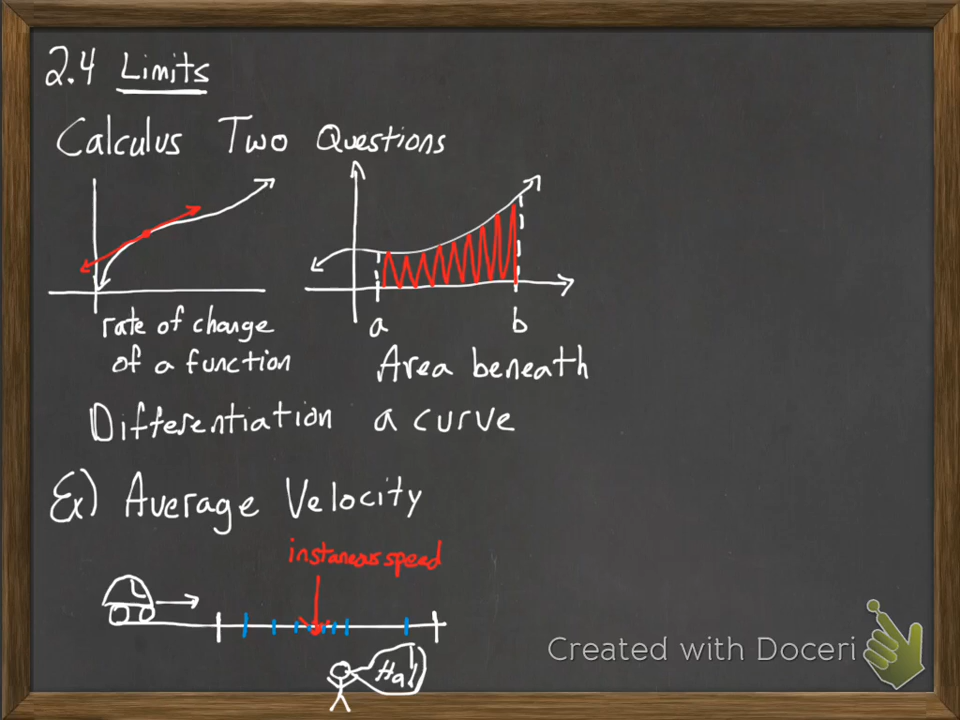 2.4 Limits
Calculus Two Questions
a
b
rate of change
of a function
Area beneath
a curve
Differentiation
Ex) Average Velocity
instaneous speed
Ha!
Created with Doceri